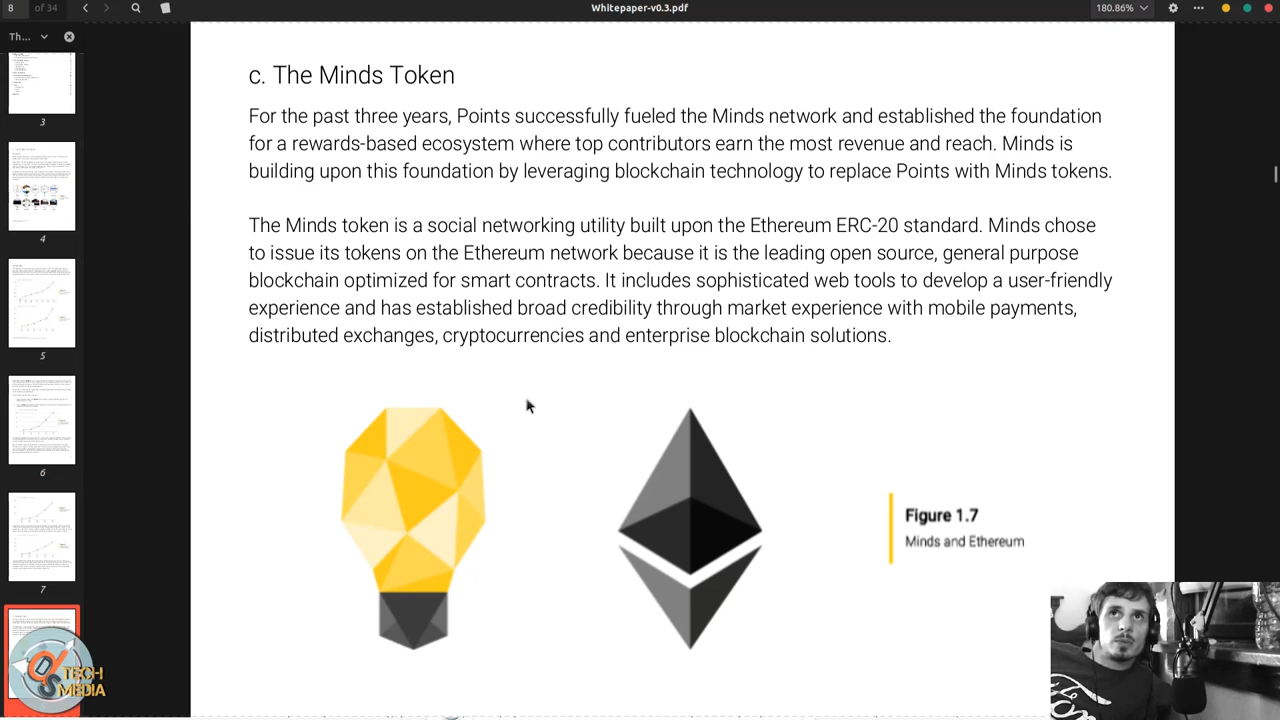 8 of 34
Whitepaper-v0.3.pdf
180.86%
Th...
3
4
5
6
7
c. The Minds Token
For the past three years, Points successfully fueled the Minds network and established the foundation
for a rewards-based ecosystem where top contributors earn the most revenue and reach. Minds is
building upon this foundation by leveraging blockchain technology to replace Points with Minds tokens.
The Minds token is a social networking utility built upon the Ethereum ERC-20 standard. Minds chose
to issue its tokens on the Ethereum network because it is the leading open source, general purpose
blockchain optimized for smart contracts. It includes sophisticated web tools to develop a user-friendly
experience and has established broad credibility through market experience with mobile payments,
distributed exchanges, cryptocurrencies and enterprise blockchain solutions.
Figure 1.7
Minds and Ethereum
TECH
MEDIA